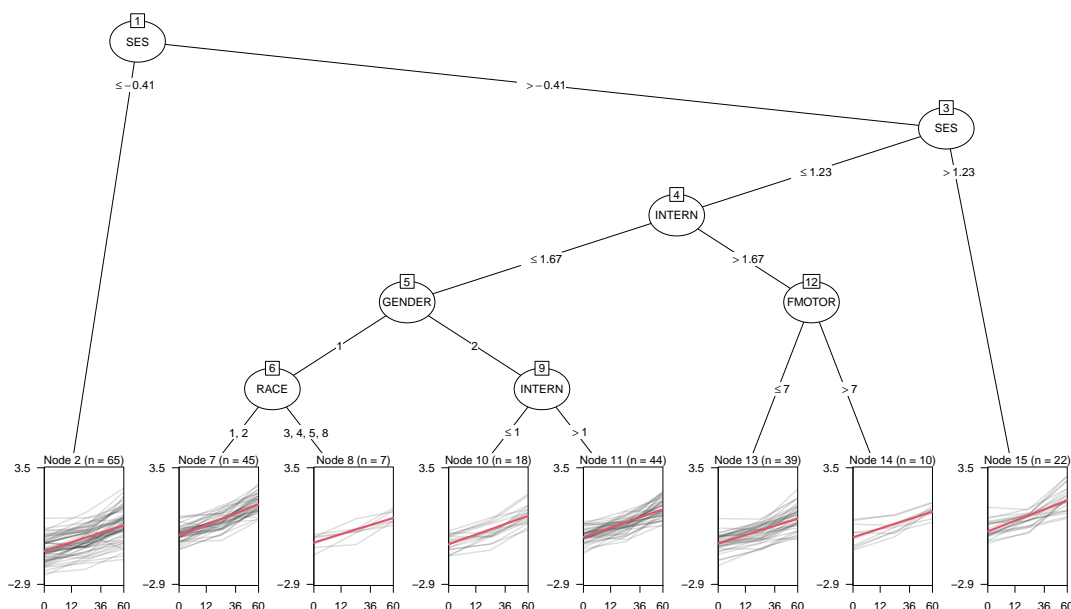 1
SES
≤ −0.41
> −0.41
3
SES
≤ 1.23
> 1.23
4
INTERN
≤ 1.67
> 1.67
5
GENDER
12
FMOTOR
1
2
≤ 7
> 7
6
RACE
9
INTERN
1, 2
3, 4, 5, 8
≤ 1
> 1
Node 2 (n = 65)
3.5
−2.9
0 12 36 60
Node 7 (n = 45)
3.5
−2.9
0 12 36 60
Node 8 (n = 7)
3.5
−2.9
0 12 36 60
Node 10 (n = 18)
3.5
−2.9
0 12 36 60
Node 11 (n = 44)
3.5
−2.9
0 12 36 60
Node 13 (n = 39)
3.5
−2.9
0 12 36 60
Node 14 (n = 10)
3.5
−2.9
0 12 36 60
Node 15 (n = 22)
3.5
−2.9
0 12 36 60